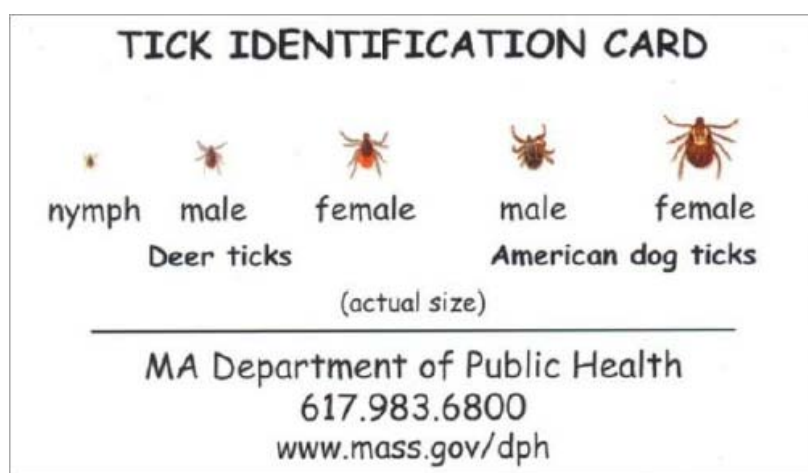 TICK IDENTIFICATION CARD
nymph male female male female
Deer ticks American dog ticks
(actual size)
MA Department of Public Health
617.983.6800
www.mass.gov/dph